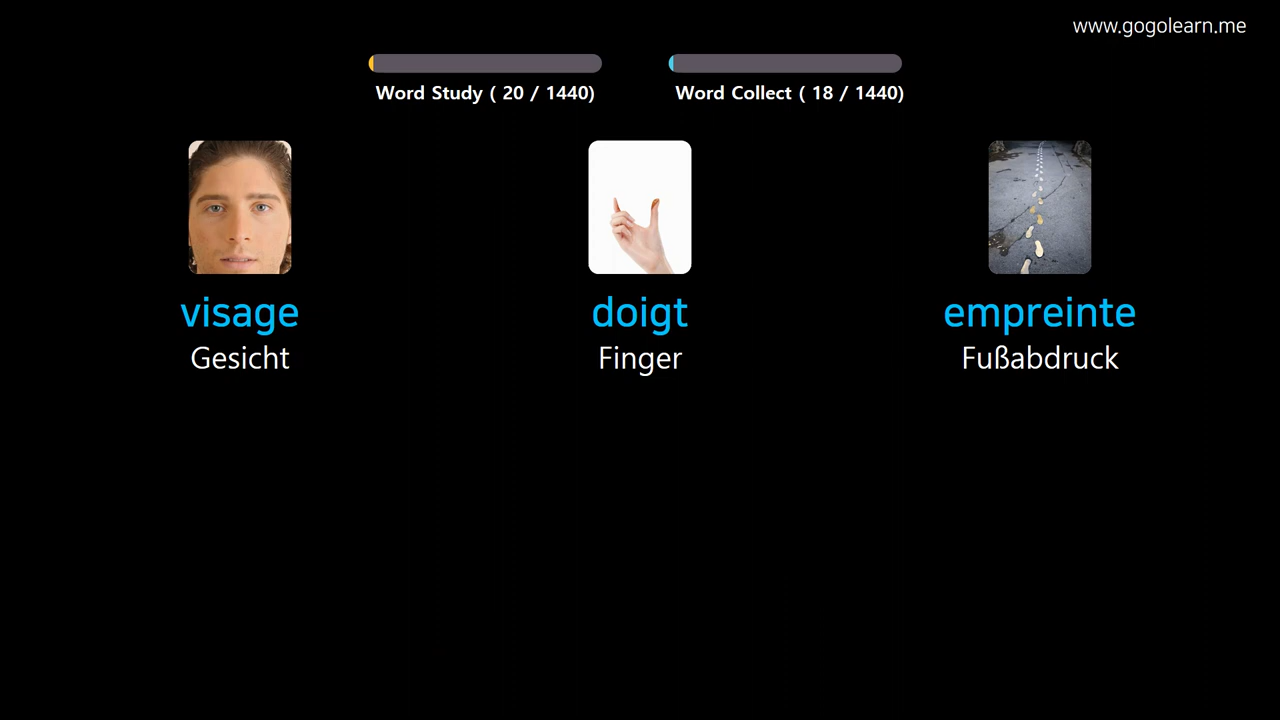 www.gogolearn.me
Word Study ( 20 / 1440)
Word Collect ( 18 / 1440)
visage
Gesicht
doigt
Finger
empreinte
Fußabdruck